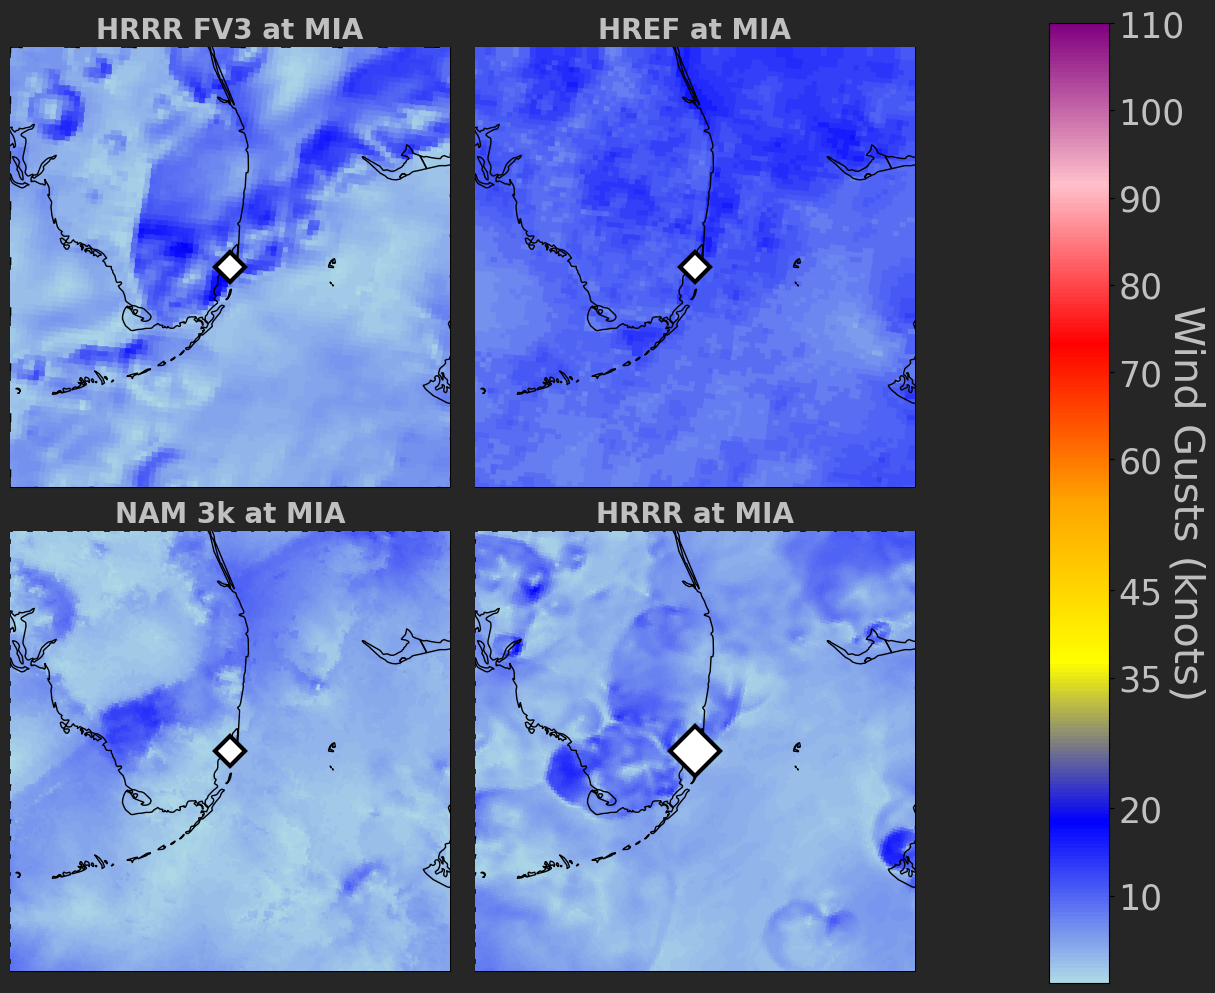 HRRR FV3 at MIA
HREF at MIA
NAM 3k at MIA
HRRR at MIA
110
100
90
80
70
60
45
35
20
10
Wind Gusts (knots)